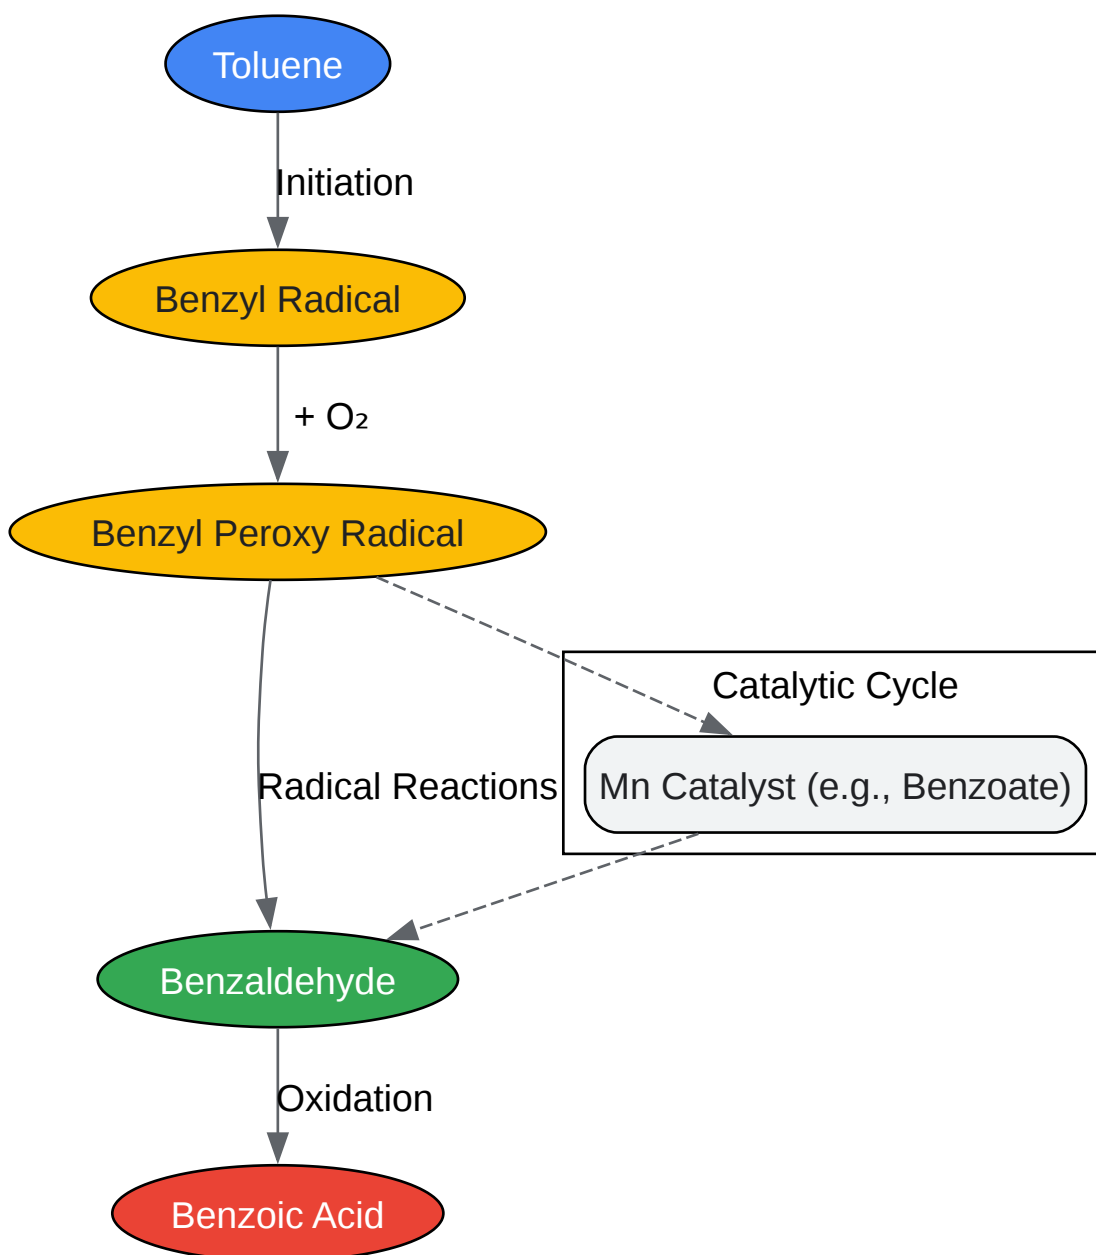 Toluene
Initiation
Benzyl Radical
+ O₂
Benzyl Peroxy Radical
Catalytic Cycle
Radical Reactions
Mn Catalyst (e.g., Benzoate)
Benzaldehyde
Oxidation
Benzoic Acid